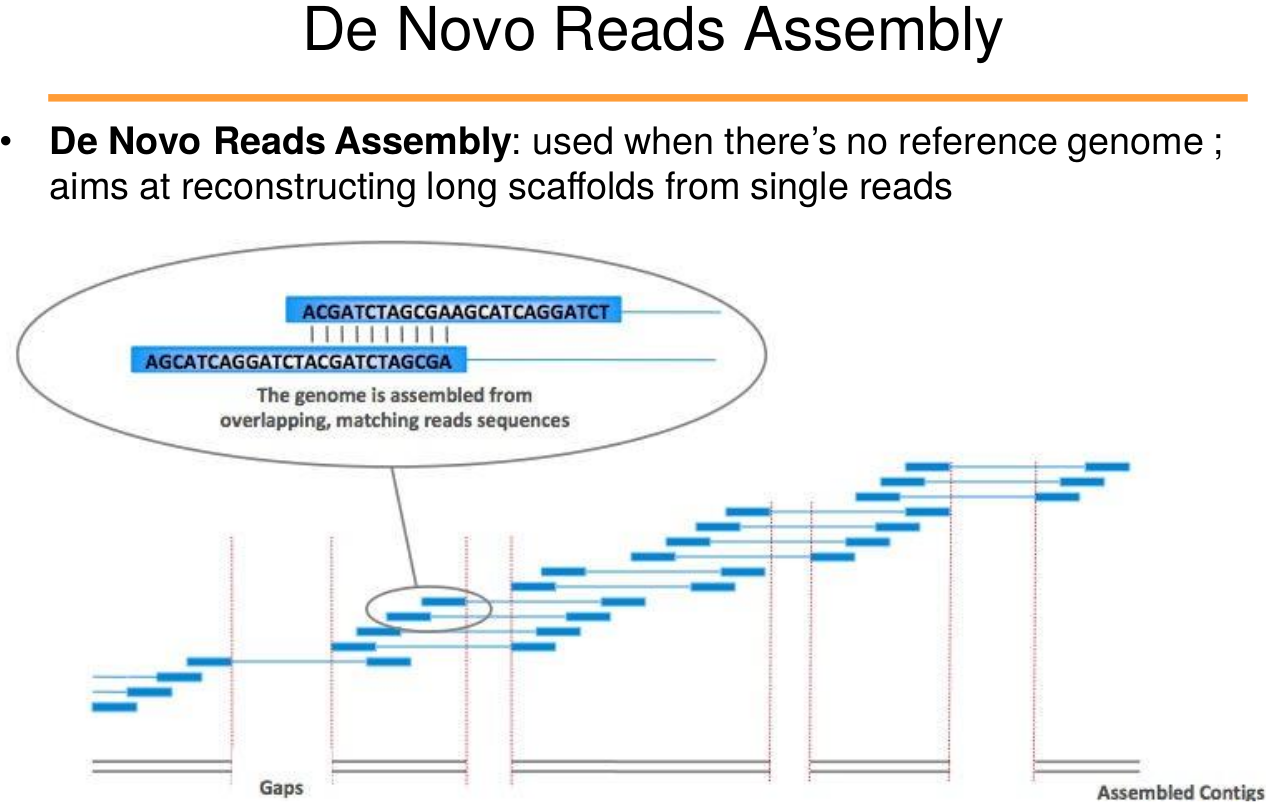 De Novo Reads Assembly
• De Novo Reads Assembly: used when there’s no reference genome ;
aims at reconstructing long scaffolds from single reads
ACGATCTAGCGAAGCATCAGGATCT
AGCATCAGGATCTACGATCTAGCGA
The genome is assembled from
overlapping, matching reads sequences
Gaps
Assembled Contigs